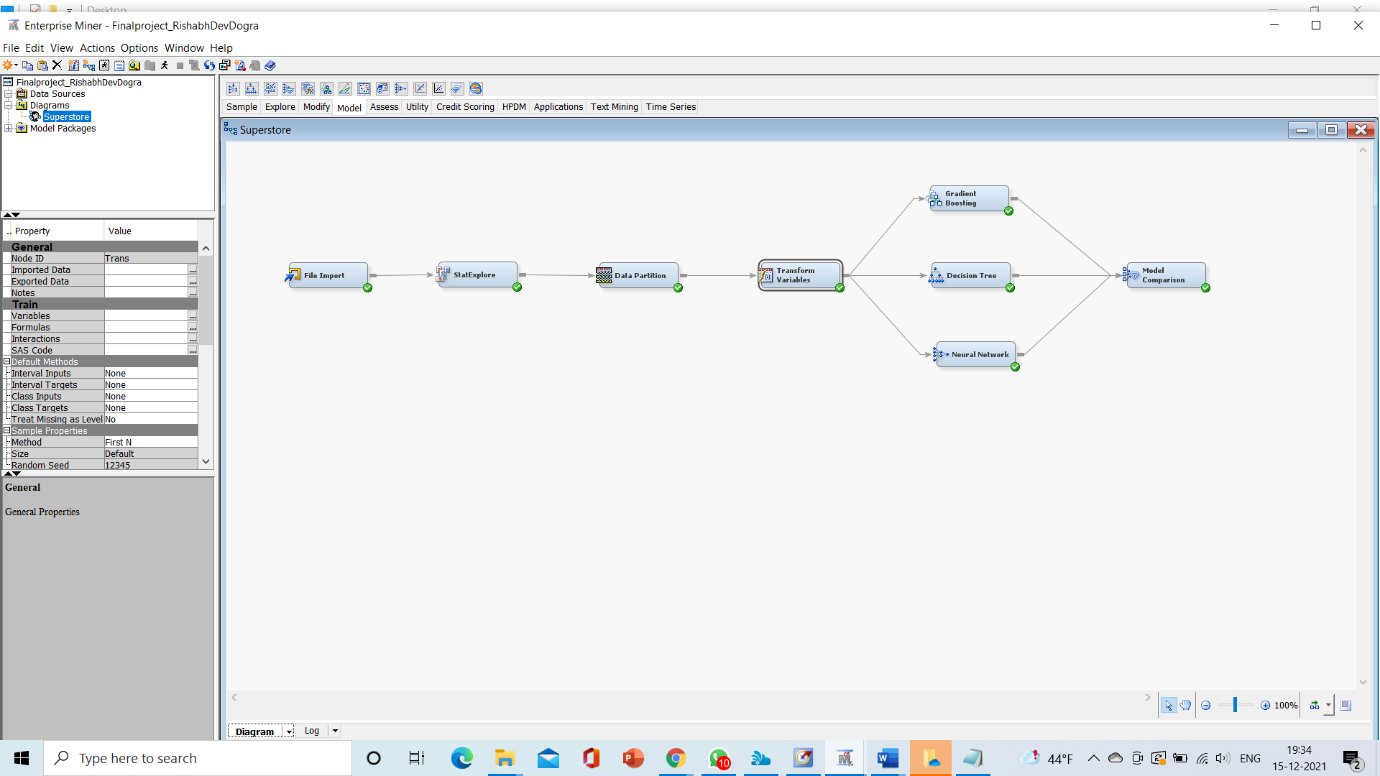 Desktop
Enterprise Miner - Finalproject_RishabhDevDogra
File Edit View Actions Options Window Help
Finalproject_RishabhDevDogra
Data Sources
Diagrams
Superstore
Model Packages
Sample Explore Modify Model Assess Utility Credit Scoring HPDM Applications Text Mining Time Series
Superstore
.. Property Value
General
Node ID Trans
Imported Data ...
Exported Data ...
Notes ...
Train
Variables ...
Formulas ...
Interactions ...
SAS Code ...
Default Methods
Interval Inputs None
Interval Targets None
Class Inputs None
Class Targets None
Treat Missing as Level No
Sample Properties
Method First N
Size Default
Random Seed 12345
General
General Properties
File Import
StatExplore
Data Partition
Transform
Variables
Gradient
Boosting
Decision Tree
Neural Network
Model
Comparison
100%
Diagram Log
Type here to search
10
44°F
ENG
19:34
15-12-2021
2